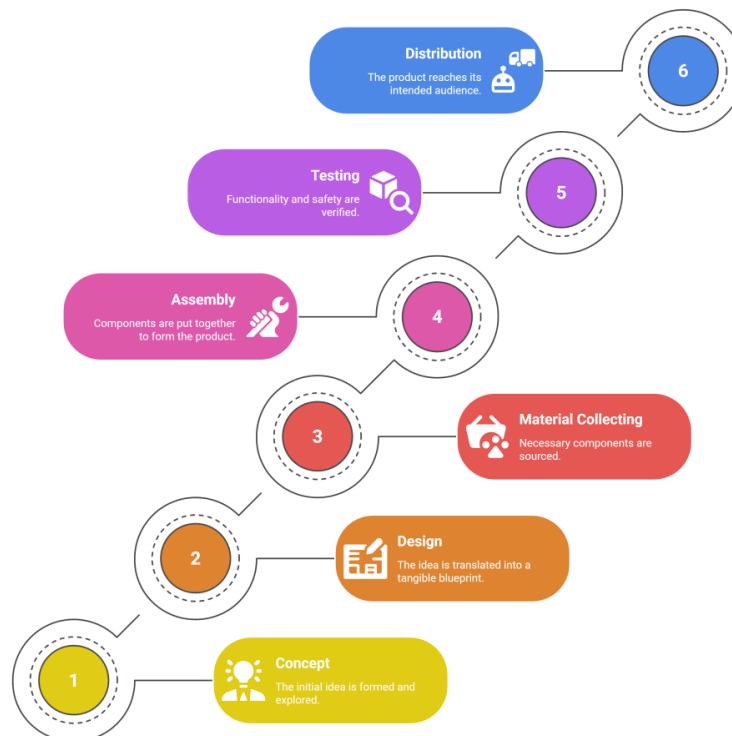 Distribution
The product reaches its
intended audience.
6
Testing
Functionality and safety are
verified.
5
Assembly
Components are put together
to form the product.
4
3
Material Collecting
Necessary components are
sourced.
2
Design
The idea is translated into a
tangible blueprint.
1
Concept
The initial idea is formed and
explored.